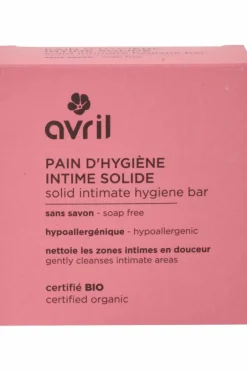 avril
PAIN D'HYGIÈNE
INTIME SOLIDE
solid intimate hygiene bar
sans savon - soap free
hypoallergénique - hypoallergenic
nettoie les zones intimes en douceur
gently cleanses intimate areas
certifié BIO
certified organic